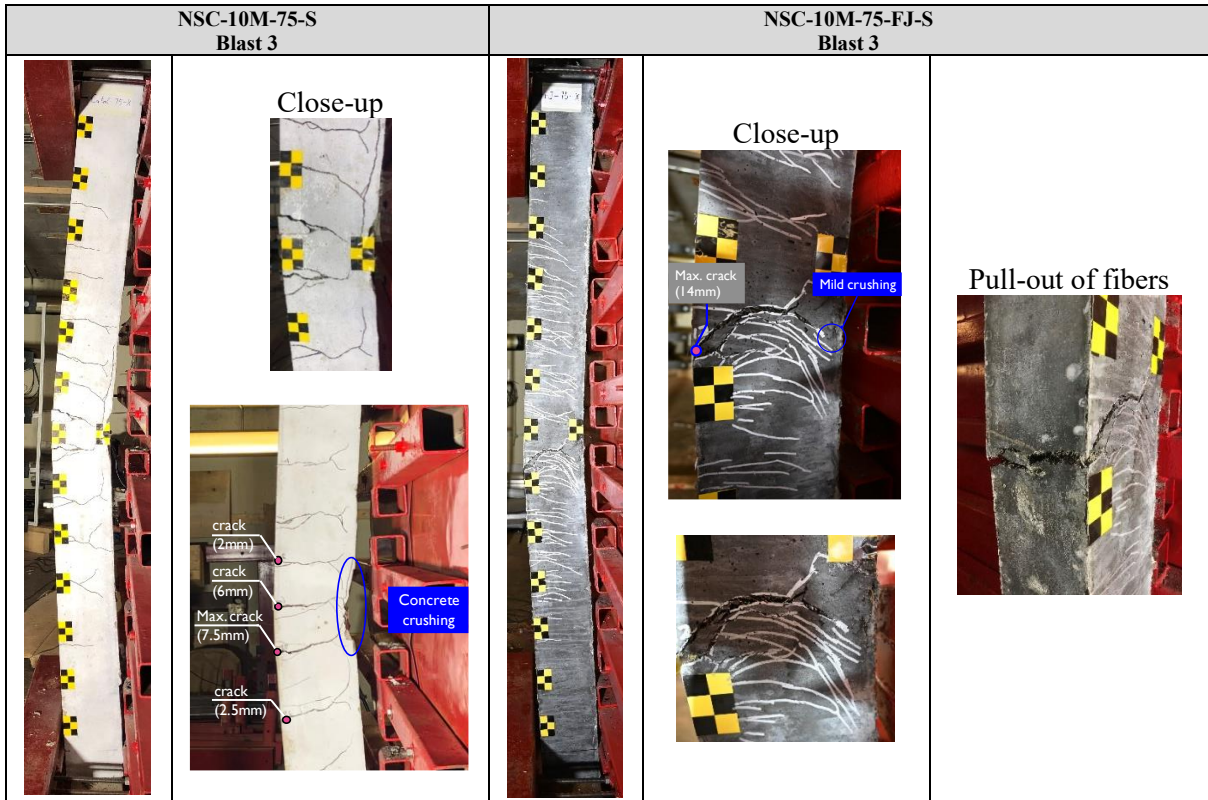 NSC-10M-75-S
Blast 3
NSC-10M-75-FJ-S
Blast 3
Close-up
crack
(2mm)
crack
(6mm)
Max. crack
(7.5mm)
crack
(2.5mm)
Concrete
crushing
Close-up
Max. crack
(14mm)
Mild crushing
Pull-out of fibers